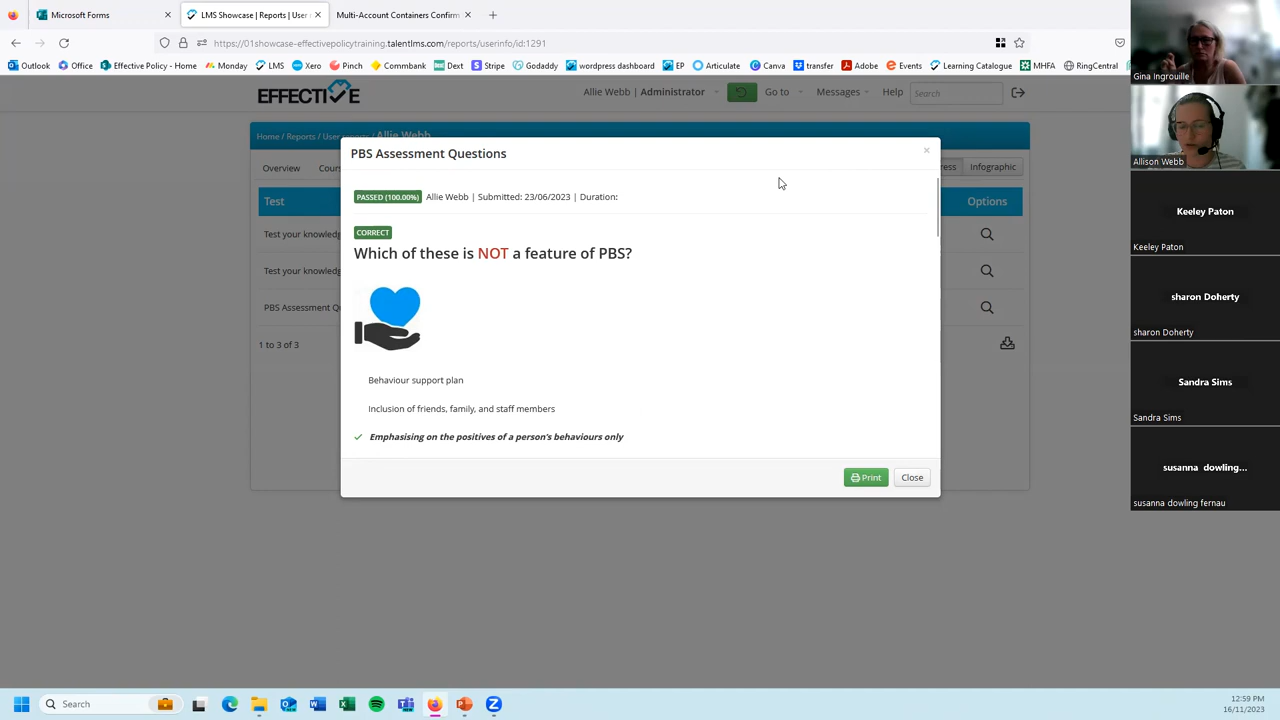 Microsoft Forms
LMS Showcase | Reports | User r
Multi-Account Containers Confirm
https://01showcase-effectivepolicytraining.talentlms.com/reports/userinfo/id:1291
Outlook
Office
Effective Policy - Home
Monday
LMS
Xero
Pinch
Commbank
Dext
Stripe
Godaddy
wordpress dashboard
EP
Articulate
Canva
transfer
Adobe
Events
Learning Catalogue
MHFA
RingCentral
EFFECTIVE
Allie Webb | Administrator
Go to
Messages
Help
Search
Home / Reports / User reports / Allie Webb
Overview
Infographic
Test
Options
Test your knowledg
Test your knowledg
PBS Assessment Qu
1 to 3 of 3
PBS Assessment Questions
PASSED (100.00%) Allie Webb | Submitted: 23/06/2023 | Duration:
CORRECT
Which of these is NOT a feature of PBS?
Behaviour support plan
Inclusion of friends, family, and staff members
Emphasising on the positives of a person's behaviours only
Print
Close
Gina Ingrouille
Allison Webb
Keeley Paton
Keeley Paton
sharon Doherty
sharon Doherty
Sandra Sims
Sandra Sims
susanna dowling...
susanna dowling fernau
Search
12:59 PM
16/11/2023